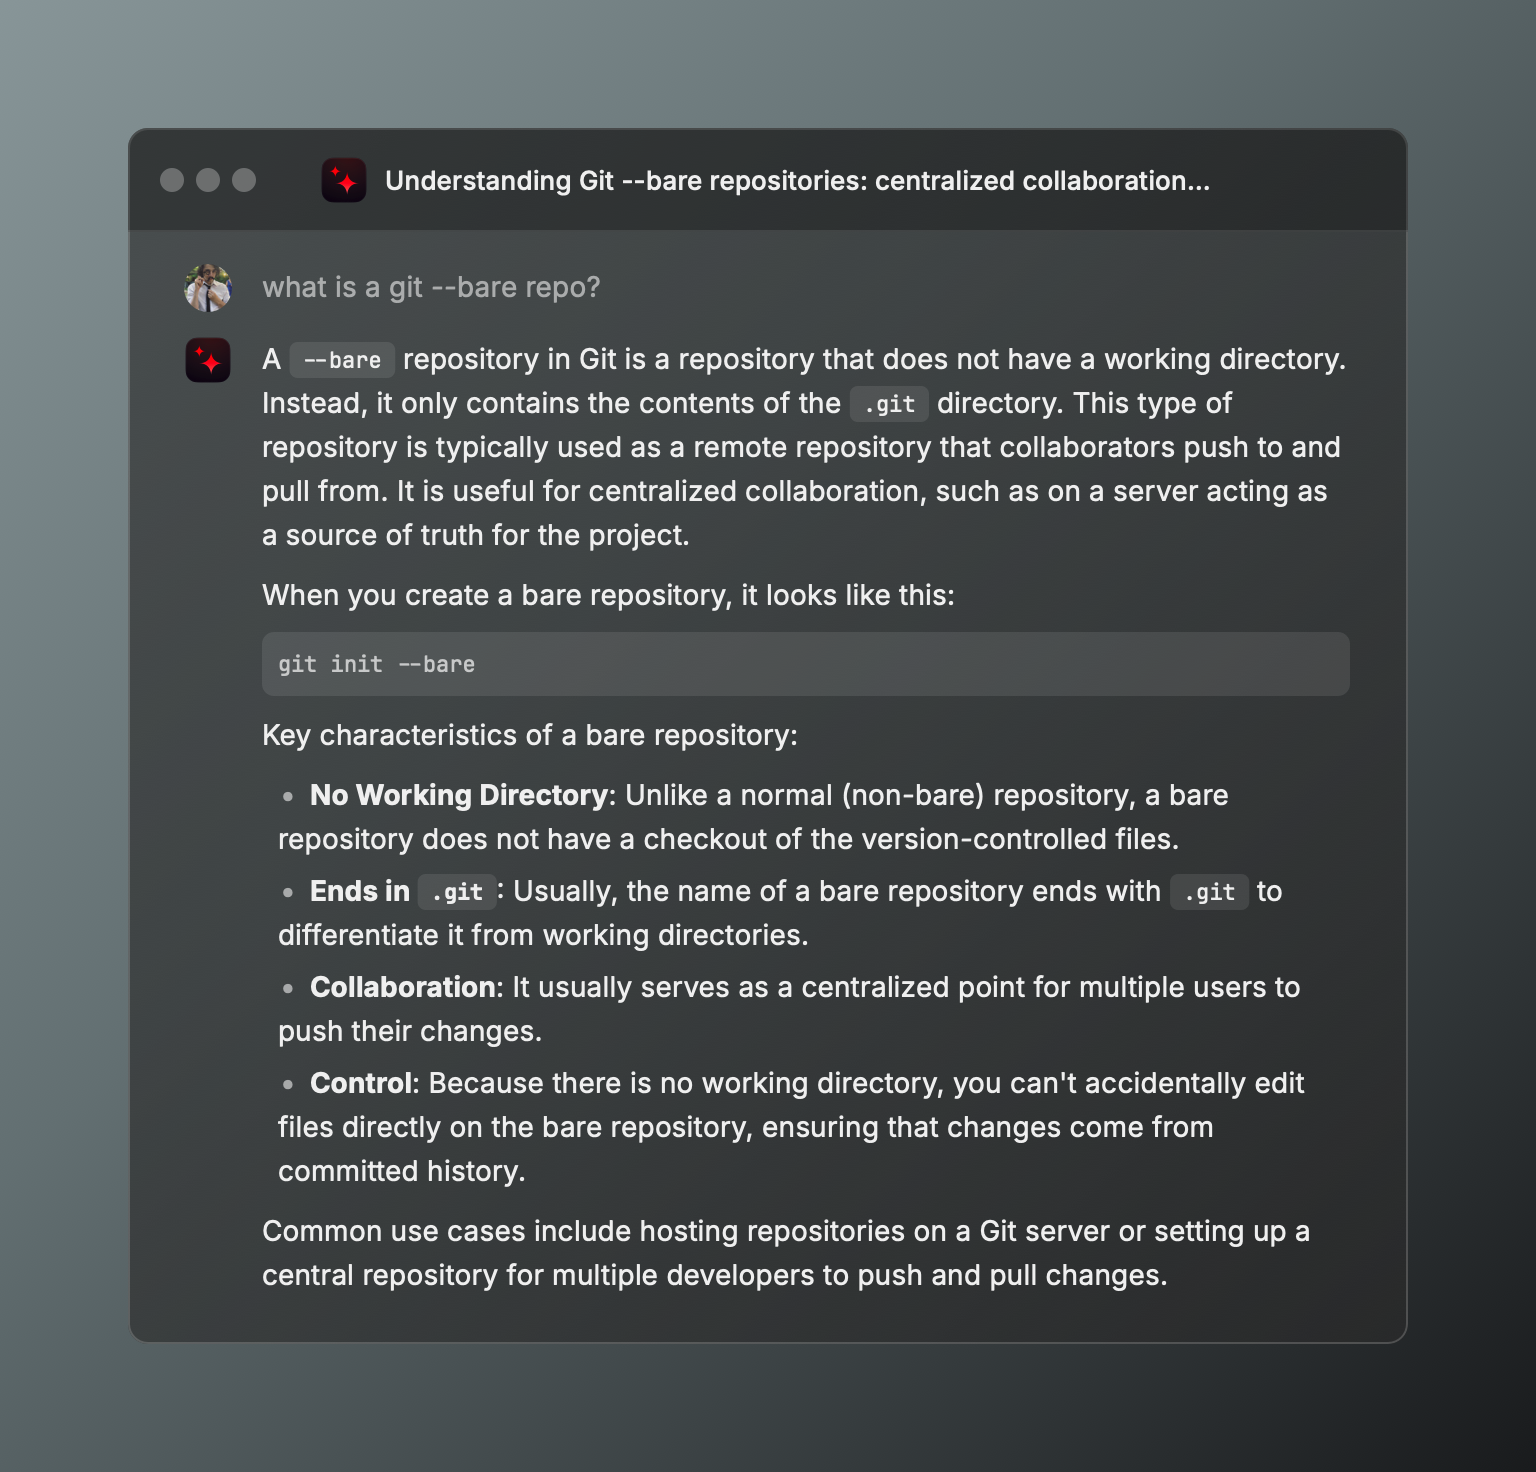 Understanding Git --bare repositories: centralized collaboration...
what is a git --bare repo?
A --bare repository in Git is a repository that does not have a working directory.
Instead, it only contains the contents of the .git directory. This type of
repository is typically used as a remote repository that collaborators push to and
pull from. It is useful for centralized collaboration, such as on a server acting as
a source of truth for the project.
When you create a bare repository, it looks like this:
git init --bare
Key characteristics of a bare repository:
• No Working Directory: Unlike a normal (non-bare) repository, a bare
repository does not have a checkout of the version-controlled files.
• Ends in .git: Usually, the name of a bare repository ends with .git to
differentiate it from working directories.
• Collaboration: It usually serves as a centralized point for multiple users to
push their changes.
• Control: Because there is no working directory, you can't accidentally edit
files directly on the bare repository, ensuring that changes come from
committed history.
Common use cases include hosting repositories on a Git server or setting up a
central repository for multiple developers to push and pull changes.